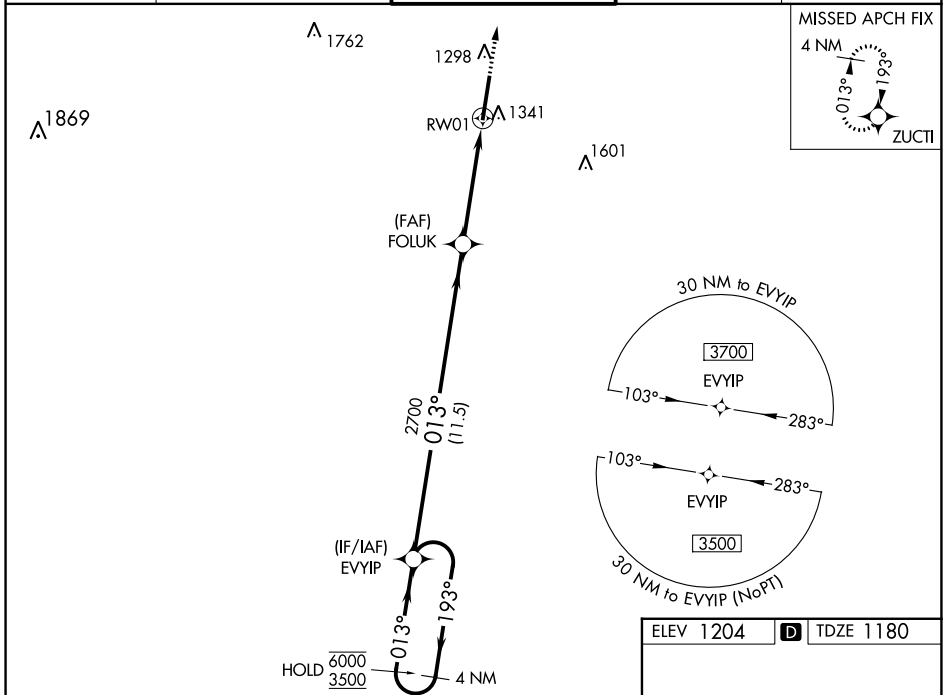 MISSED APCH FIX
4 NM
013°
193°
ZUCTI
1762
1298
1869
RW01
1341
1601
(FAF)
FOLUK
30 NM to EVYIP
3700
EVYIP
103°
283°
2700
013°
(11.5)
103°
283°
EVYIP
3500
30 NM to EVYIP (NoPT)
(IF/IAF)
EVYIP
013°
193°
HOLD 6000
3500
4 NM
ELEV 1204 D TDZE 1180